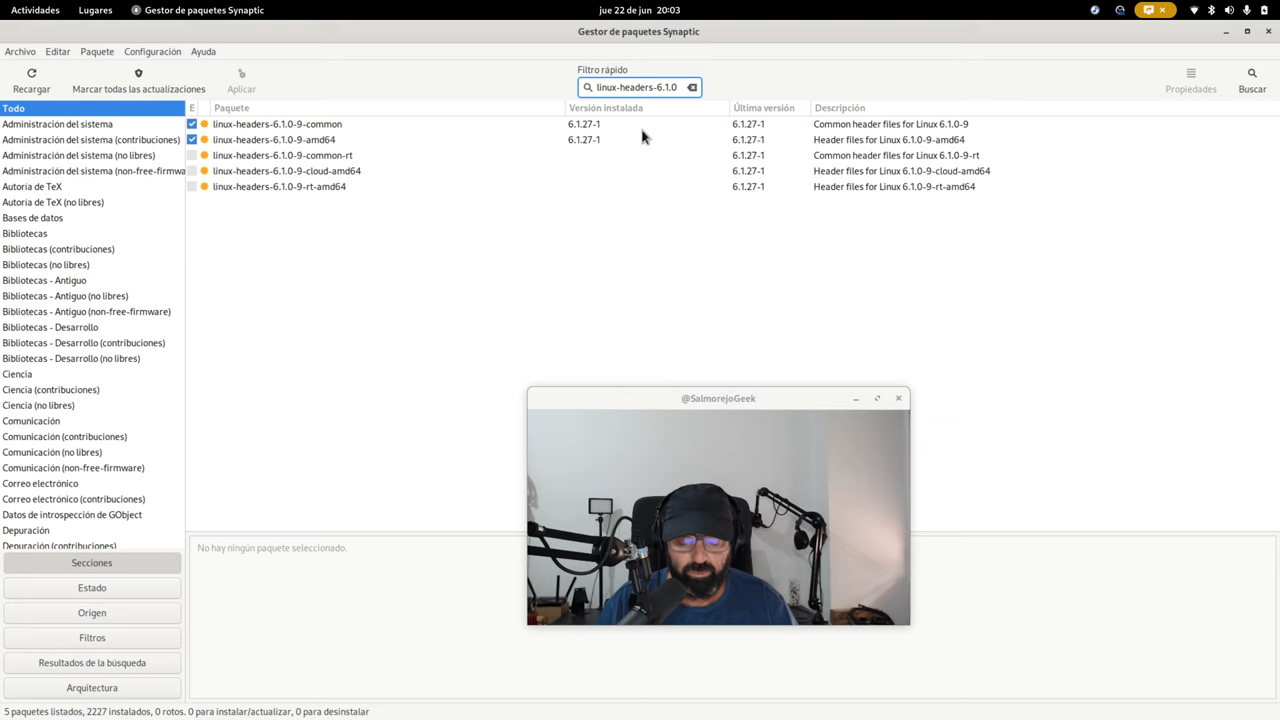 Actividades Lugares Gestor de paquetes Synaptic jue 22 de jun 20:03
Gestor de paquetes Synaptic
Archivo Editar Paquete Configuración Ayuda
Filtro rápido
Recargar Marcar todas las actualizaciones Aplicar linux-headers-6.1.0 Propiedades Buscar
E Paquete Versión instalada Última versión Descripción
linux-headers-6.1.0-9-common 6.1.27-1 6.1.27-1 Common header files for Linux 6.1.0-9
linux-headers-6.1.0-9-amd64 6.1.27-1 6.1.27-1 Header files for Linux 6.1.0-9-amd64
linux-headers-6.1.0-9-common-rt 6.1.27-1 Common header files for Linux 6.1.0-9-rt
linux-headers-6.1.0-9-cloud-amd64 6.1.27-1 Header files for Linux 6.1.0-9-cloud-amd64
linux-headers-6.1.0-9-rt-amd64 6.1.27-1 Header files for Linux 6.1.0-9-rt-amd64
Todo
Administración del sistema
Administración del sistema (contribuciones)
Administración del sistema (no libres)
Administración del sistema (non-free-firmwa
Autoría de TeX
Autoría de TeX (no libres)
Bases de datos
Bibliotecas
Bibliotecas (contribuciones)
Bibliotecas (no libres)
Bibliotecas - Antiguo
Bibliotecas - Antiguo (no libres)
Bibliotecas - Antiguo (non-free-firmware)
Bibliotecas - Desarrollo
Bibliotecas - Desarrollo (contribuciones)
Bibliotecas - Desarrollo (no libres)
Ciencia
Ciencia (contribuciones)
Ciencia (no libres)
Comunicación
Comunicación (contribuciones)
Comunicación (no libres)
Comunicación (non-free-firmware)
Correo electrónico
Correo electrónico (contribuciones)
Datos de introspección de GObject
Depuración
Depuración (contribuciones)
Secciones
Estado
Origen
Filtros
Resultados de la búsqueda
Arquitectura
@SalmorejoGeek
No hay ningún paquete seleccionado.
5 paquetes listados, 2227 instalados, 0 rotos. 0 para instalar/actualizar, 0 para desinstalar